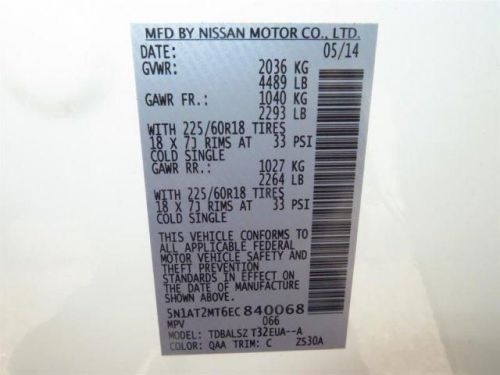 MFD BY NISSAN MOTOR CO., LTD.
DATE: 05/14
GVWR: 2036 KG
4489 LB
GAWR FR.: 1040 KG
2293 LB
WITH 225/60R18 TIRES
18 X 7J RIMS AT 33 PSI
COLD SINGLE
GAWR RR.: 1027 KG
2264 LB
WITH 225/60R18 TIRES
18 X 7J RIMS AT 33 PSI
COLD SINGLE
THIS VEHICLE CONFORMS TO
ALL APPLICABLE FEDERAL
MOTOR VEHICLE SAFETY AND
THEFT PREVENTION
STANDARDS IN EFFECT ON
THE DATE OF MANUFACTURE
SHOWN ABOVE.
5N1AT2MT6EC840068
MPV 066
MODEL: TDBALSZ T32EUA--A
COLOR: QAA TRIM: C ZS30A